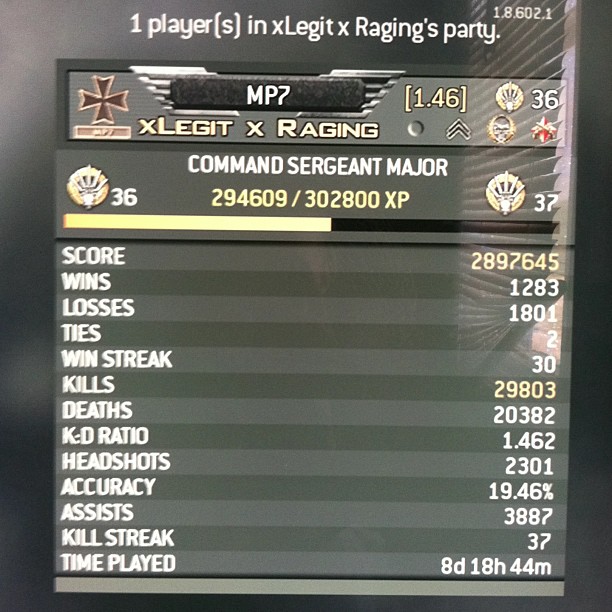 1.8.602.1
1 player(s) in xLegit x Raging's party.
MP7 [1.46] 36
MP7
xLegit x Raging
COMMAND SERGEANT MAJOR
36 294609 / 302800 XP 37
SCORE 2897645
WINS 1283
LOSSES 1801
TIES 2
WIN STREAK 30
KILLS 29803
DEATHS 20382
K:D RATIO 1.462
HEADSHOTS 2301
ACCURACY 19.46%
ASSISTS 3887
KILL STREAK 37
TIME PLAYED 8d 18h 44m